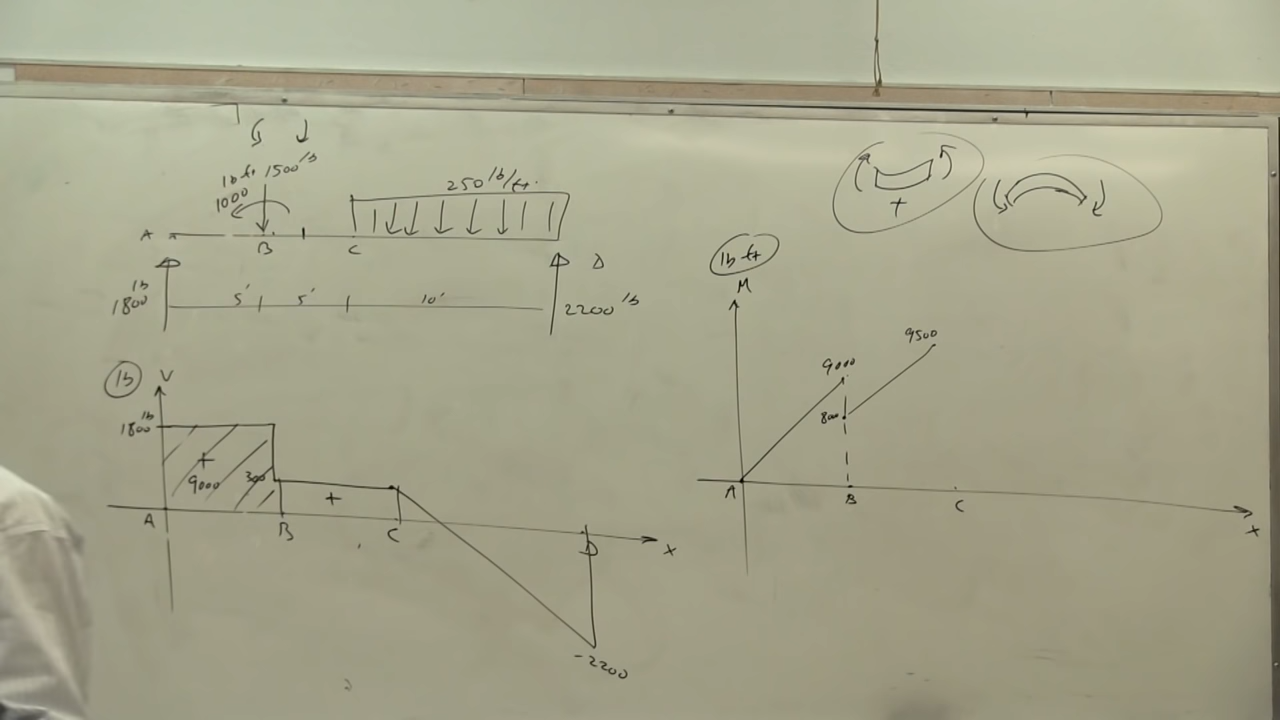 lb ft 1500 lb
1000
250 lb/ft.
A B C
lb
1800
5' 5' 10'
D
2200 lb
lb V
lb
1800
+
9000
300
+
A B C D X
-2200
+
lb ft
M
9500
9000
800
A B C X